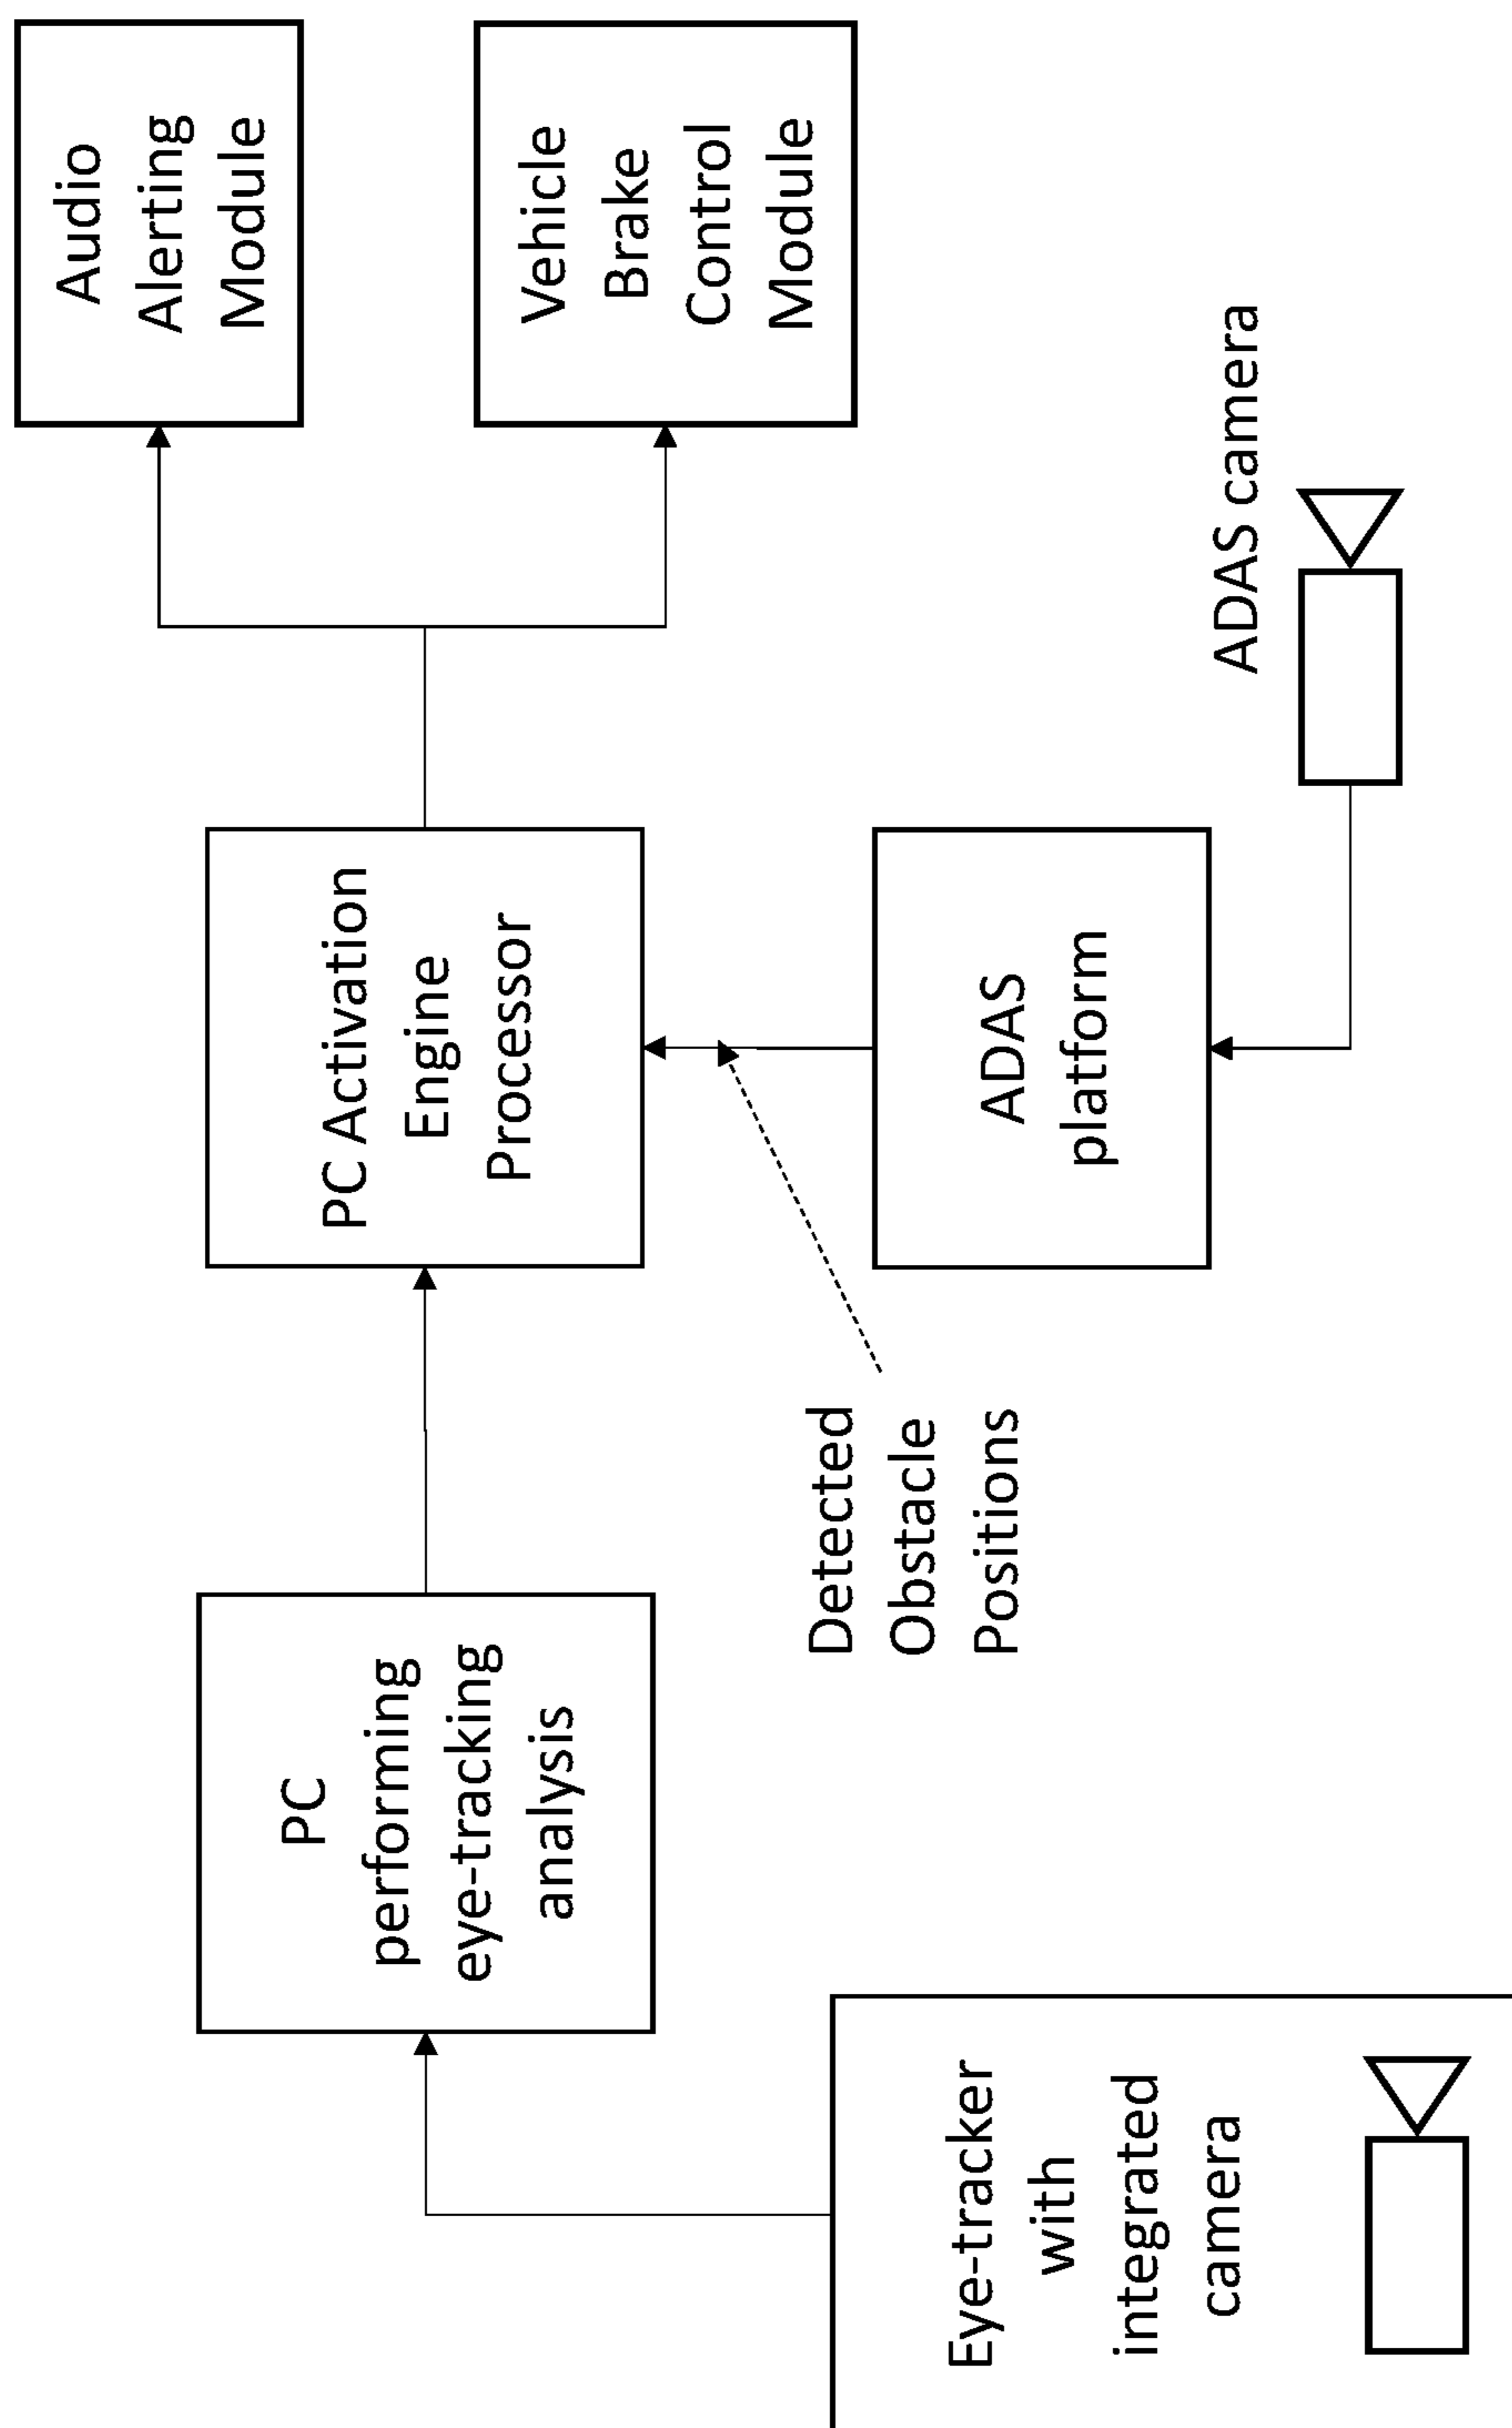 Audio
Alerting
Module
Vehicle
Brake
Control
Module
PC Activation
Engine
Processor
ADAS
platform
ADAS camera
PC
performing
eye-tracking
analysis
Detected
Obstacle
Positions
Eye-tracker
with
integrated
camera